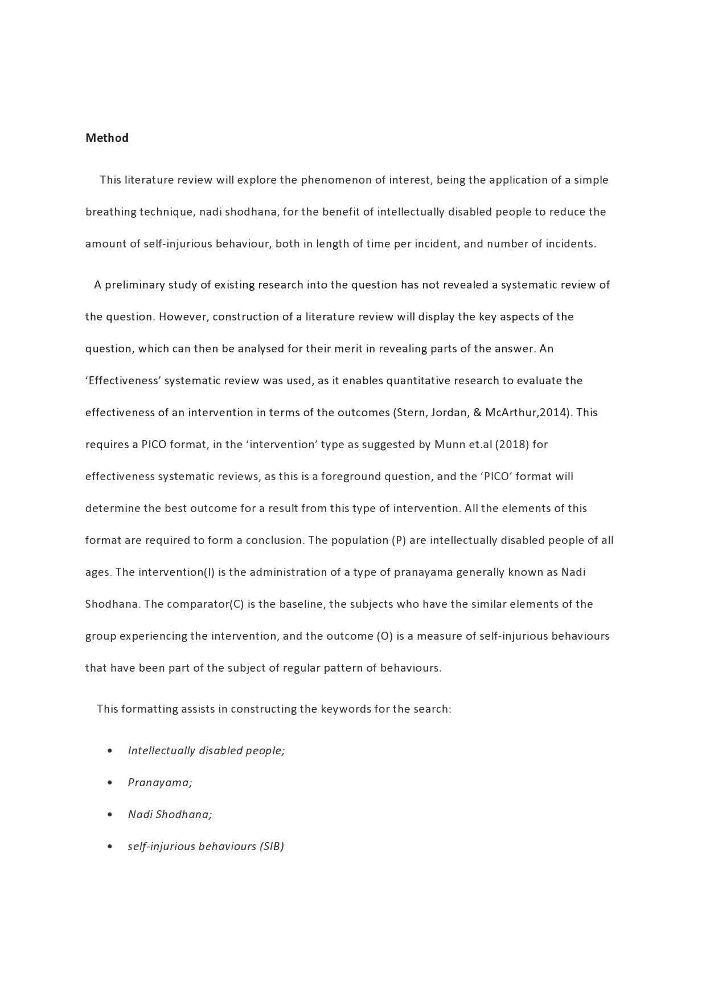 Method
This literature review will explore the phenomenon of interest, being the application of a simple
breathing technique, nadi shodhana, for the benefit of intellectually disabled people to reduce the
amount of self-injurious behaviour, both in length of time per incident, and number of incidents.
A preliminary study of existing research into the question has not revealed a systematic review of
the question. However, construction of a literature review will display the key aspects of the
question, which can then be analysed for their merit in revealing parts of the answer. An
‘Effectiveness’ systematic review was used, as it enables quantitative research to evaluate the
effectiveness of an intervention in terms of the outcomes (Stern, Jordan, & McArthur,2014). This
requires a PICO format, in the ‘intervention’ type as suggested by Munn et.al (2018) for
effectiveness systematic reviews, as this is a foreground question, and the ‘PICO’ format will
determine the best outcome for a result from this type of intervention. All the elements of this
format are required to form a conclusion. The population (P) are intellectually disabled people of all
ages. The intervention(I) is the administration of a type of pranayama generally known as Nadi
Shodhana. The comparator(C) is the baseline, the subjects who have the similar elements of the
group experiencing the intervention, and the outcome (O) is a measure of self-injurious behaviours
that have been part of the subject of regular pattern of behaviours.
This formatting assists in constructing the keywords for the search:
• Intellectually disabled people;
• Pranayama;
• Nadi Shodhana;
• self-injurious behaviours (SIB)